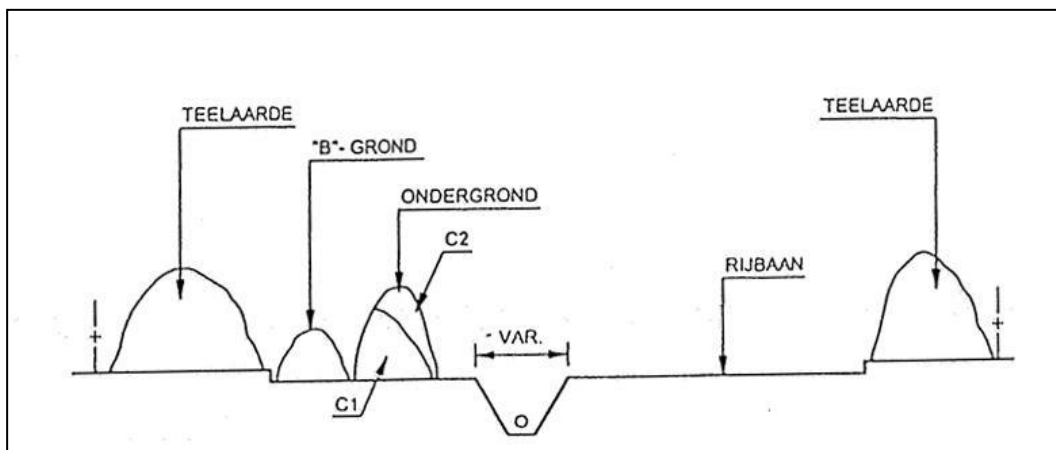 TEELAARDE
TEELAARDE
"B"- GROND
ONDERGROND
C2
RIJBAAN
- VAR.
C1
O